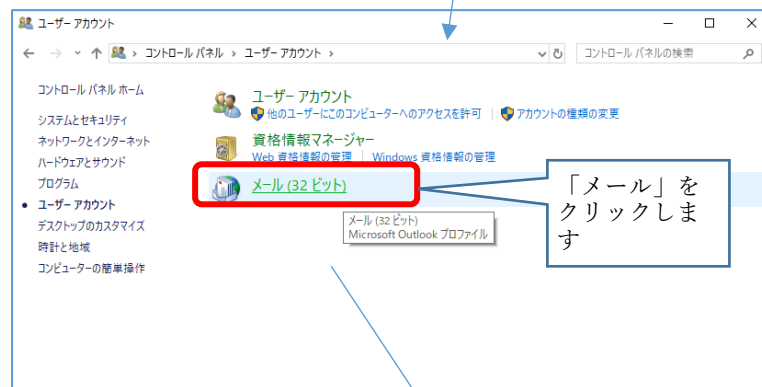 ユーザー アカウント
コントロール パネル › ユーザー アカウント ›
コントロール パネルの検索
コントロール パネル ホーム
システムとセキュリティ
ネットワークとインターネット
ハードウェアとサウンド
プログラム
ユーザー アカウント
デスクトップのカスタマイズ
時計と地域
コンピューターの簡単操作
ユーザー アカウント
他のユーザーにこのコンピューターへのアクセスを許可 | アカウントの種類の変更
資格情報マネージャー
Web 資格情報の管理 | Windows 資格情報の管理
メール (32 ビット)
メール (32 ビット)
Microsoft Outlook プロファイル
「メール」を
クリックしま
す